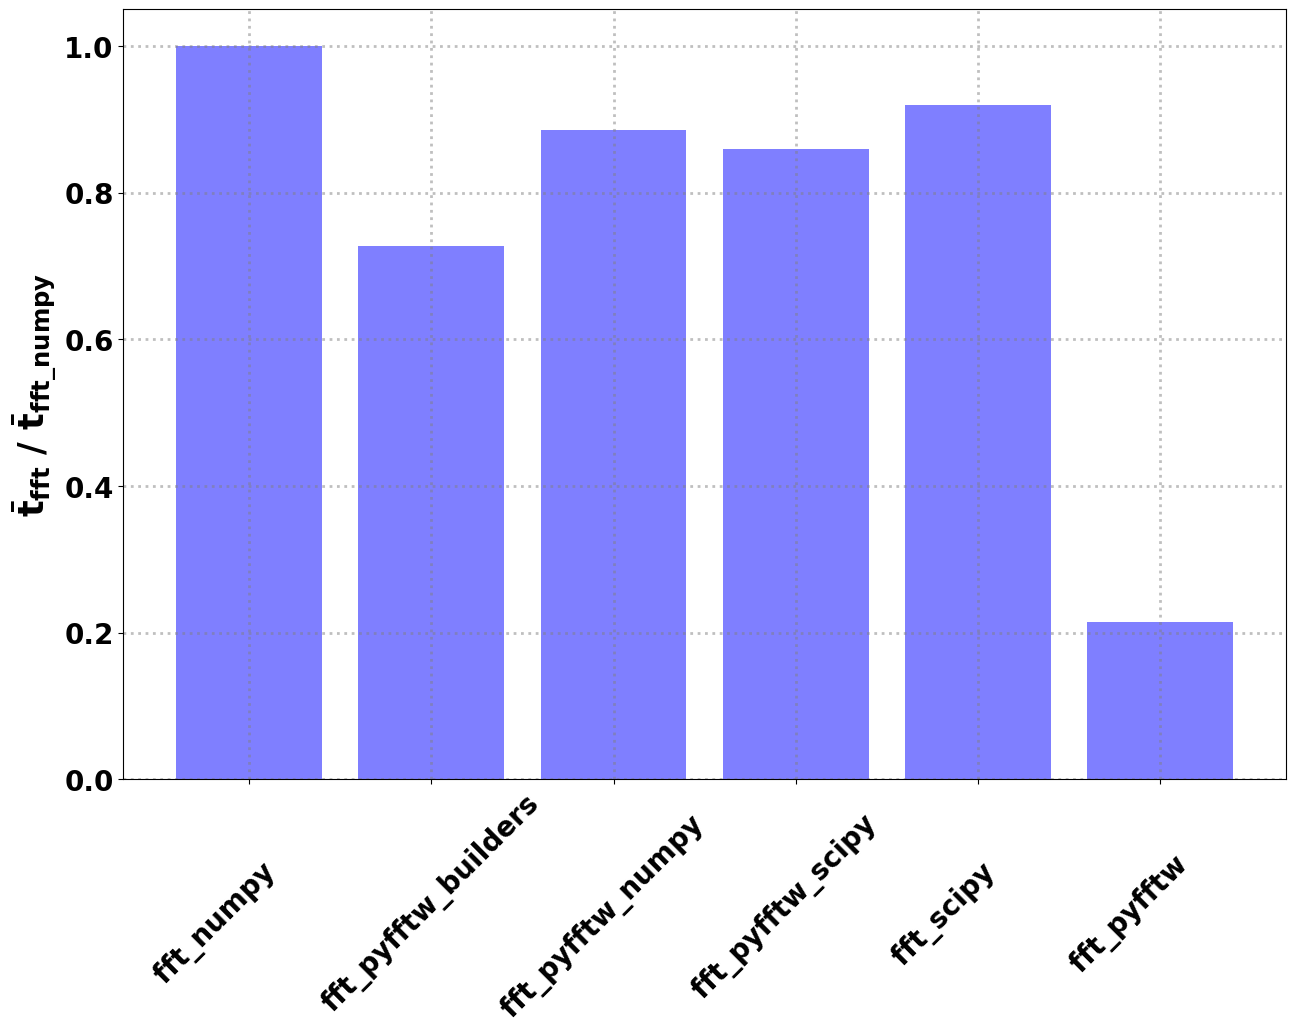 t̄fft / t̄fft_numpy
1.0
0.8
0.6
0.4
0.2
0.0
fft_numpy
fft_pyfftw_builders
fft_pyfftw_numpy
fft_pyfftw_scipy
fft_scipy
fft_pyfftw